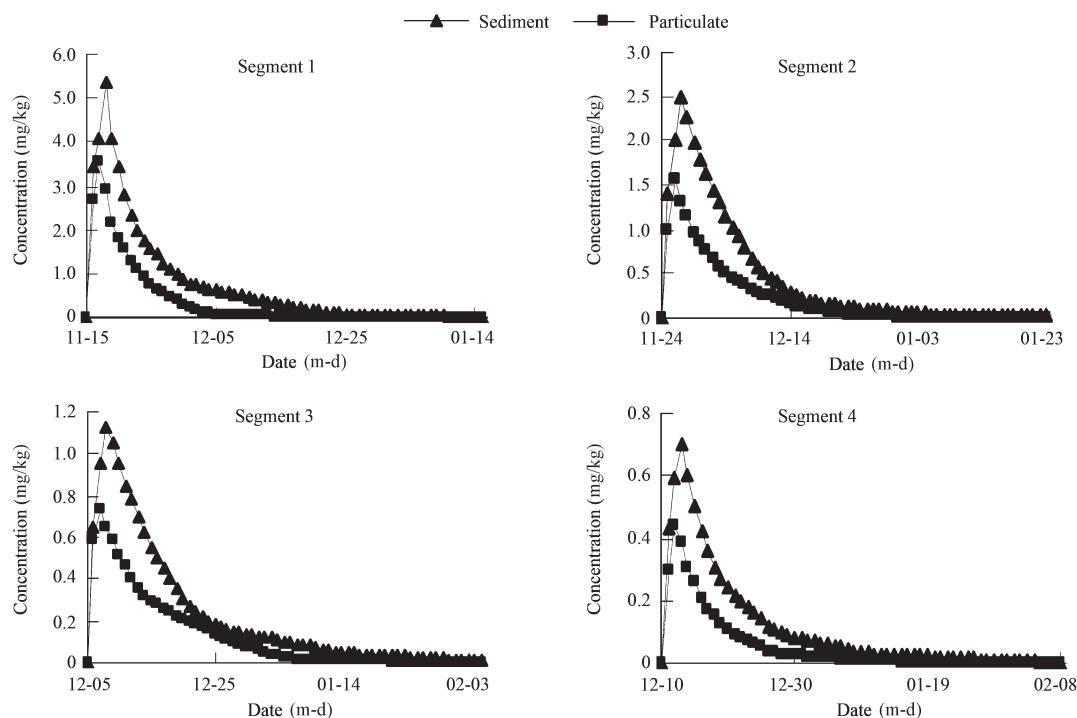 Sediment Particulate
Segment 1
Concentration (mg/kg)
6.0
5.0
4.0
3.0
2.0
1.0
0
11-15 12-05 12-25 01-14
Date (m-d)
Segment 2
Concentration (mg/kg)
3.0
2.5
2.0
1.5
1.0
0.5
0
11-24 12-14 01-03 01-23
Date (m-d)
Segment 3
Concentration (mg/kg)
1.2
1.0
0.8
0.6
0.4
0.2
0
12-05 12-25 01-14 02-03
Date (m-d)
Segment 4
Concentration (mg/kg)
0.8
0.6
0.4
0.2
0
12-10 12-30 01-19 02-08
Date (m-d)